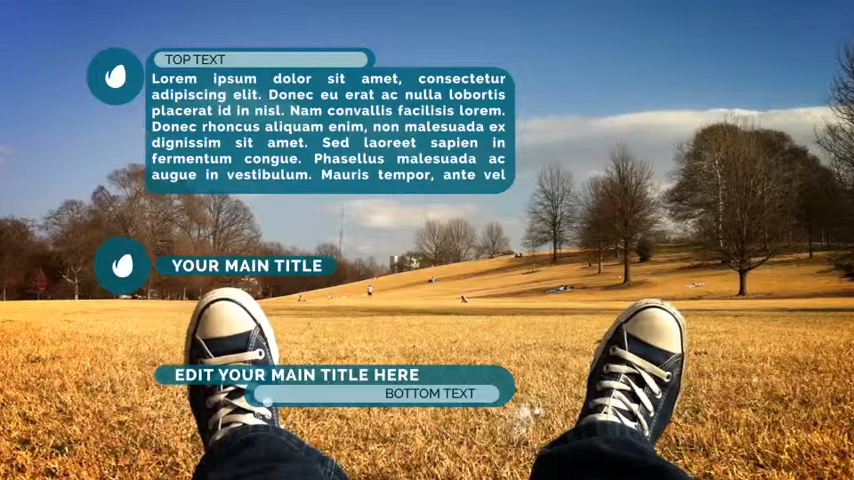 TOP TEXT
Lorem ipsum dolor sit amet, consectetur
adipiscing elit. Donec eu erat ac nulla lobortis
placerat id in nisl. Nam convallis facilisis lorem.
Donec rhoncus aliquam enim, non malesuada ex
dignissim sit amet. Sed laoreet sapien in
fermentum congue. Phasellus malesuada ac
augue in vestibulum. Mauris tempor, ante vel
YOUR MAIN TITLE
EDIT YOUR MAIN TITLE HERE
BOTTOM TEXT